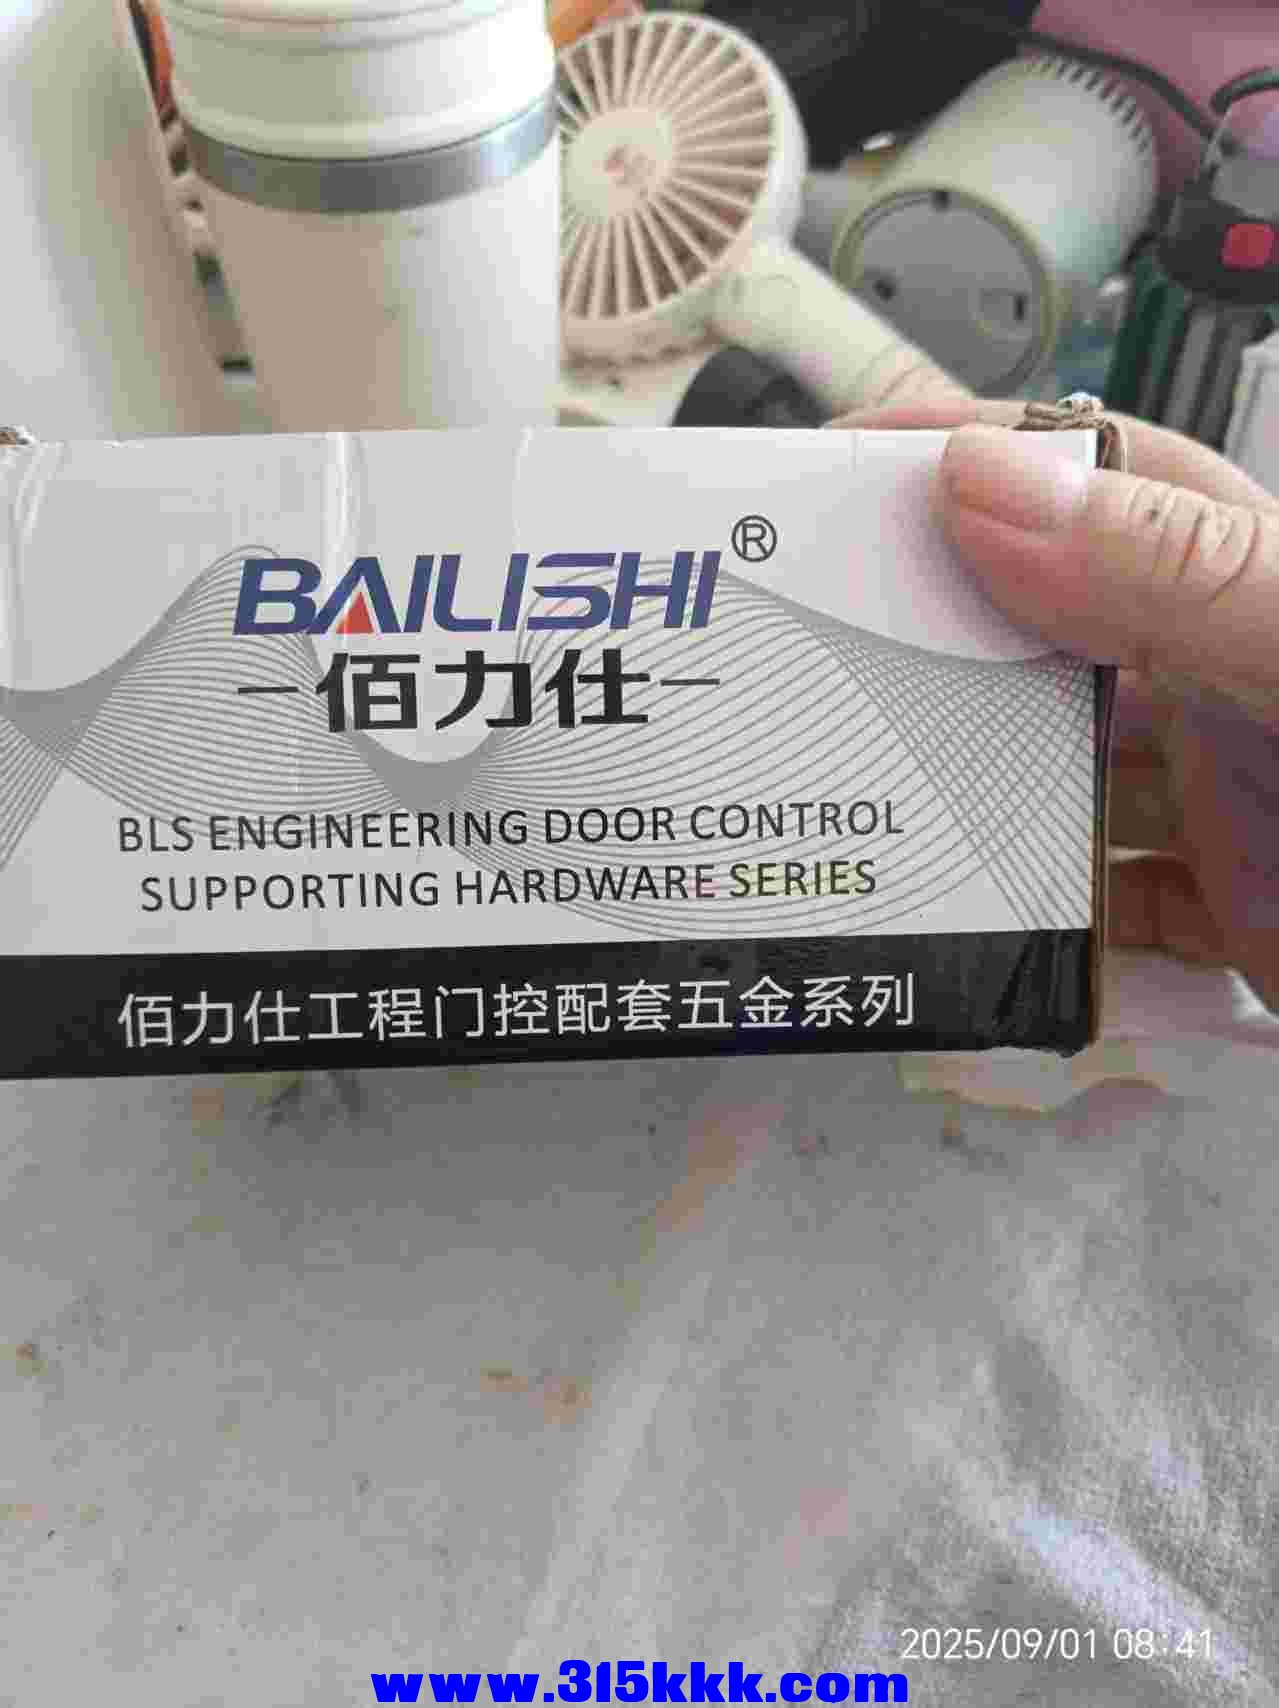 BAILISHI®
佰力仕
BLS ENGINEERING DOOR CONTROL
SUPPORTING HARDWARE SERIES
佰力仕工程门控配套五金系列
2025/09/01 08:41
www.315kkk.com